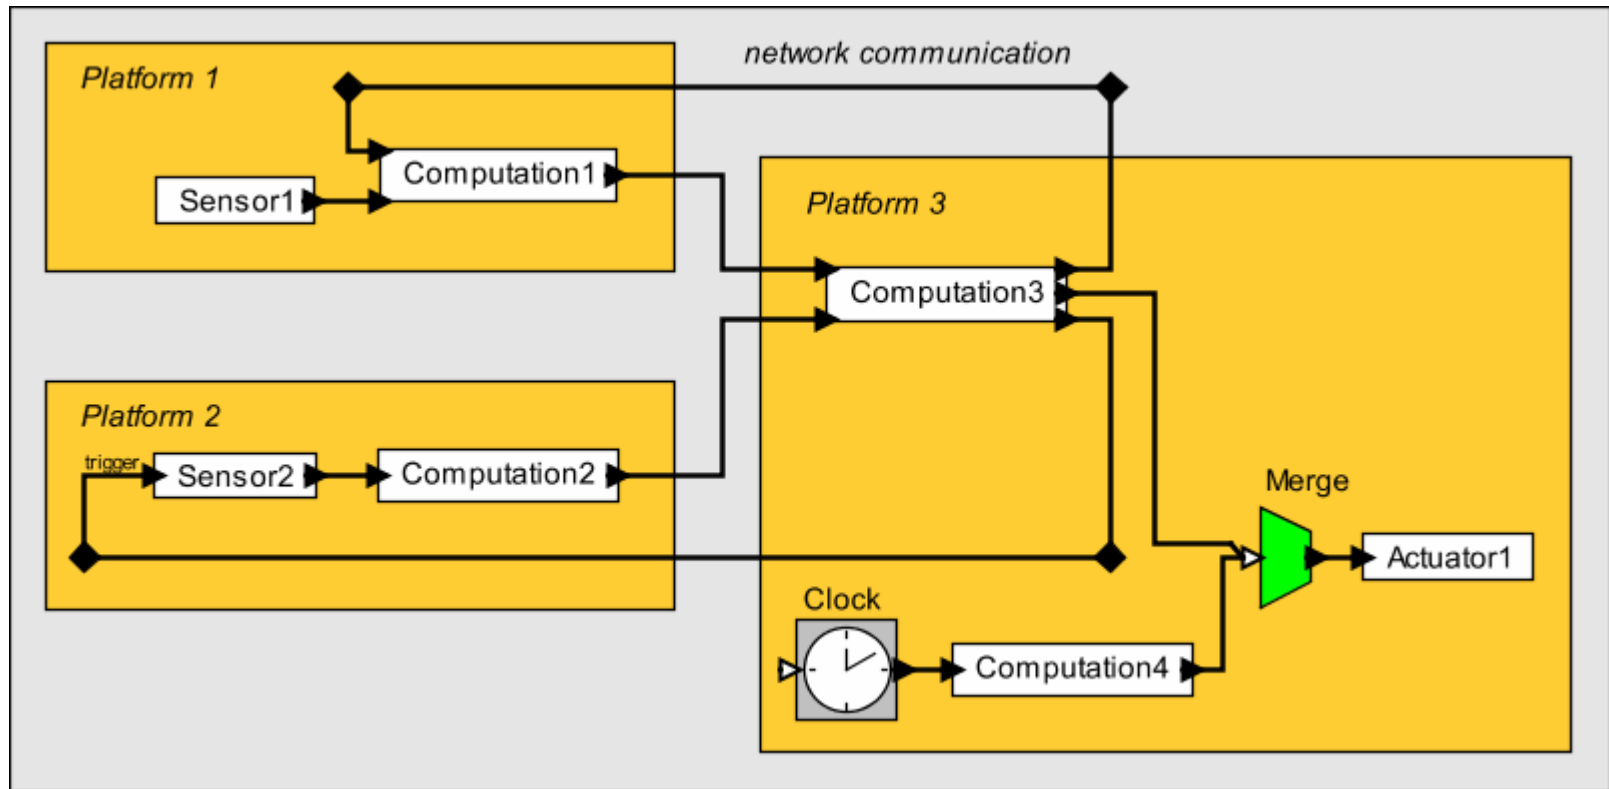 network communication
Platform 1
Computation1
Sensor1
Platform 3
Computation3
Platform 2
trigger
Sensor2
Computation2
Merge
Actuator1
Clock
Computation4